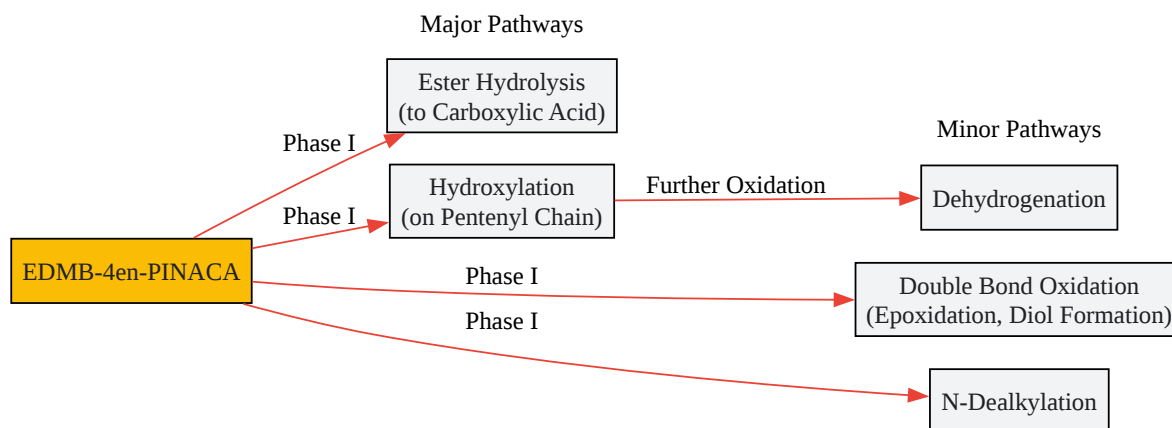 Major Pathways
Ester Hydrolysis
(to Carboxylic Acid)
Phase I
Minor Pathways
Hydroxylation
(on Pentenyl Chain)
Further Oxidation
Dehydrogenation
Phase I
EDMB-4en-PINACA
Phase I
Double Bond Oxidation
(Epoxidation, Diol Formation)
Phase I
N-Dealkylation